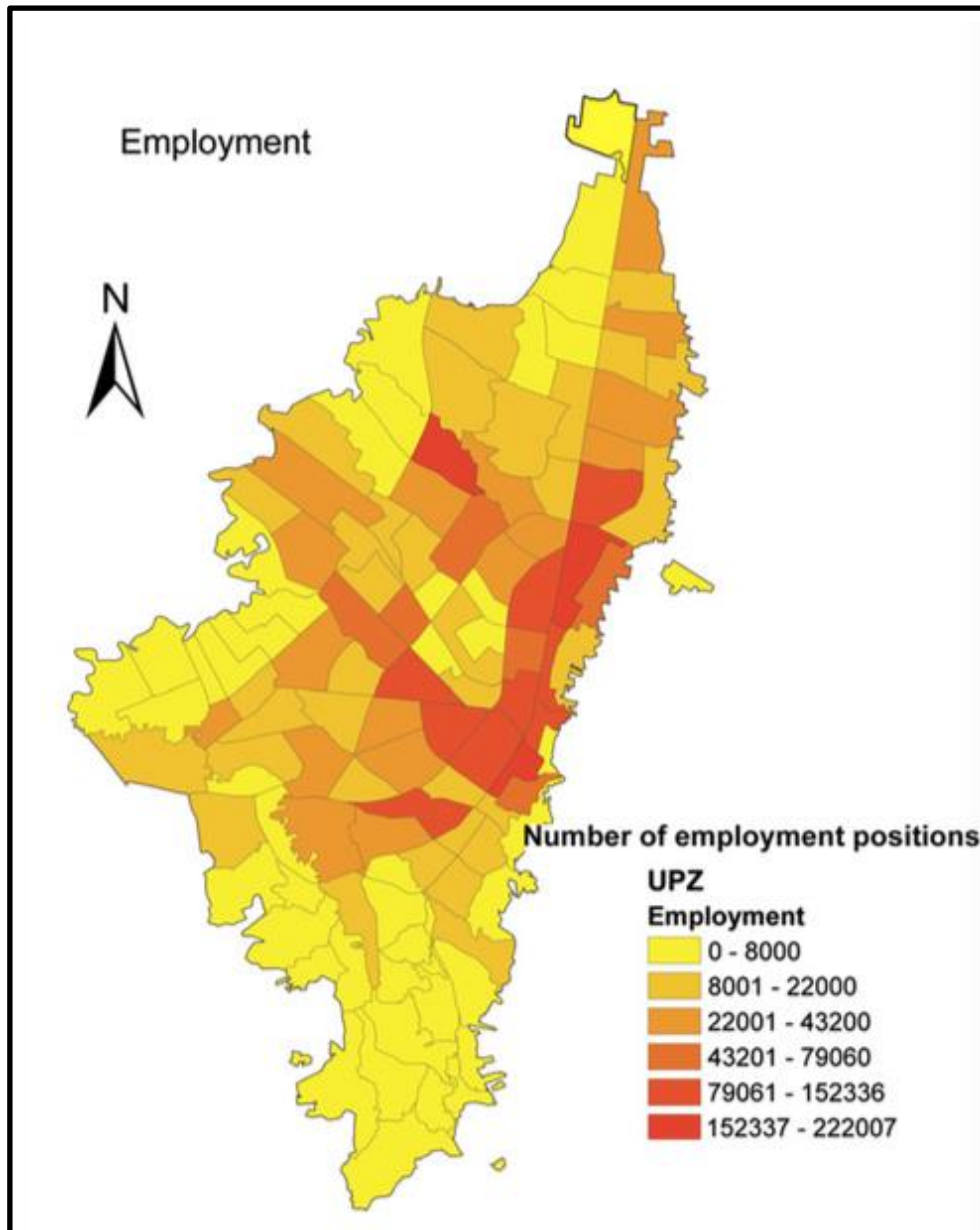 Employment
N
Number of employment positions
UPZ
Employment
0 - 8000
8001 - 22000
22001 - 43200
43201 - 79060
79061 - 152336
152337 - 222007